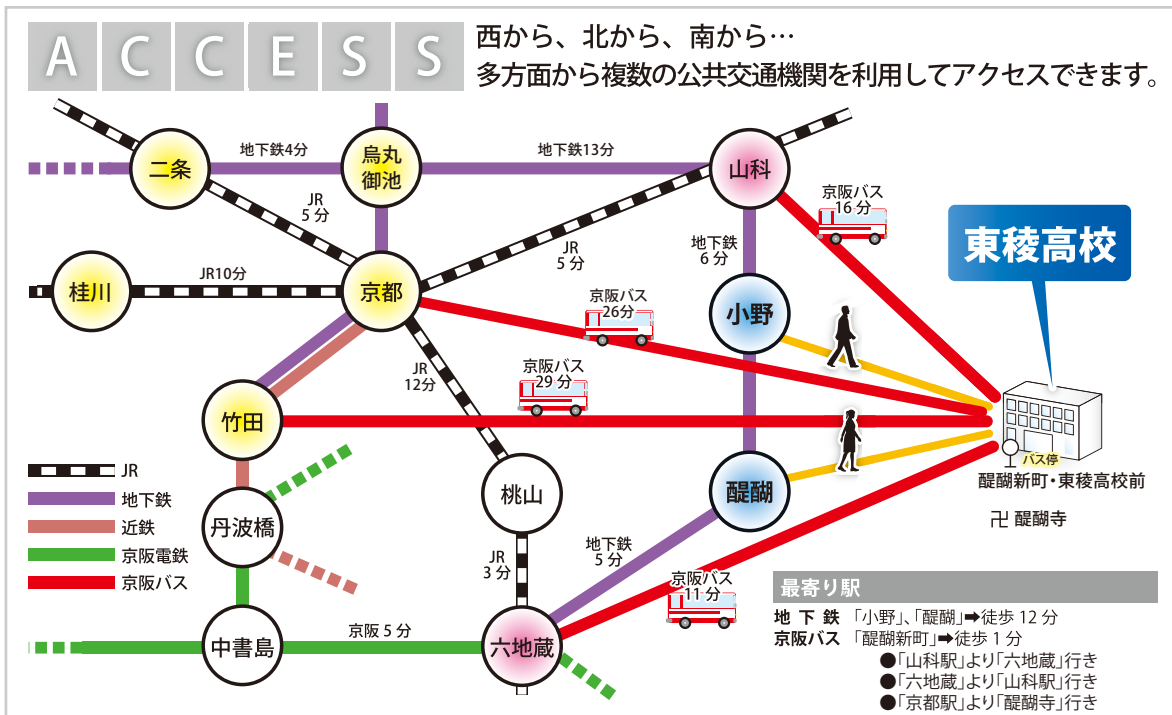 ACCESS
西から、北から、南から…
多方面から複数の公共交通機関を利用してアクセスできます。
二条
地下鉄4分
烏丸
御池
地下鉄13分
山科
JR
5分
京阪バス
16分
東稜高校
JR
5分
地下鉄
6分
桂川
JR10分
京都
京阪バス
26分
小野
JR
12分
京阪バス
29分
竹田
バス停
醍醐新町・東稜高校前
卍 醍醐寺
JR
地下鉄
近鉄
京阪電鉄
京阪バス
丹波橋
桃山
醍醐
JR
3分
地下鉄
5分
京阪バス
11分
中書島
京阪5分
六地蔵
最寄り駅
地下鉄 「小野」、「醍醐」➡徒歩12分
京阪バス 「醍醐新町」➡徒歩1分
●「山科駅」より「六地蔵」行き
●「六地蔵」より「山科駅」行き
●「京都駅」より「醍醐寺」行き